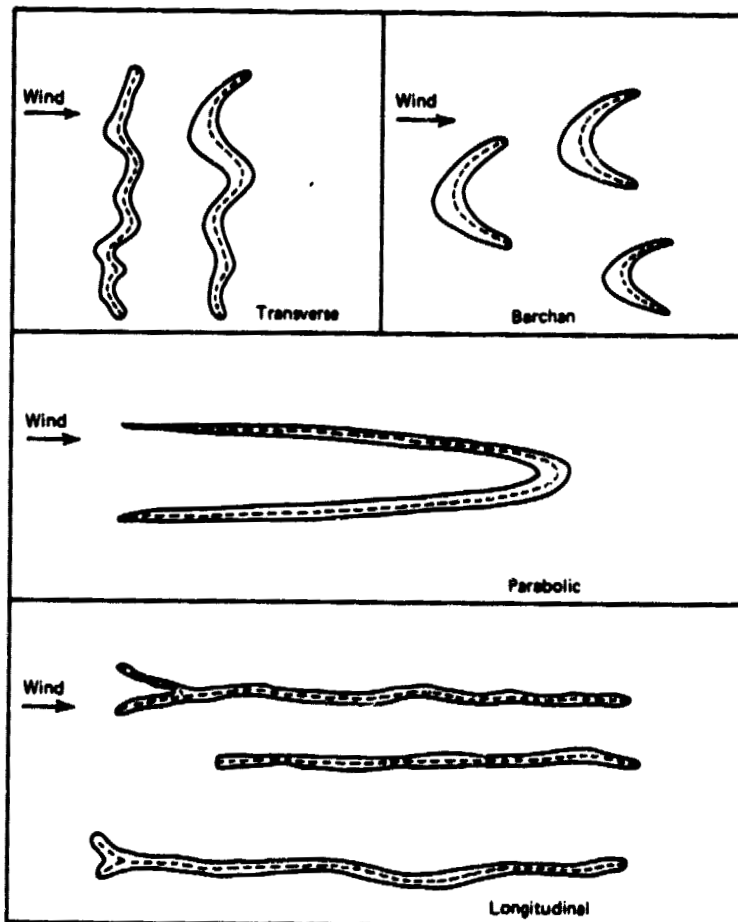 Wind
Transverse
Wind
Barchan
Wind
Parabolic
Wind
Longitudinal